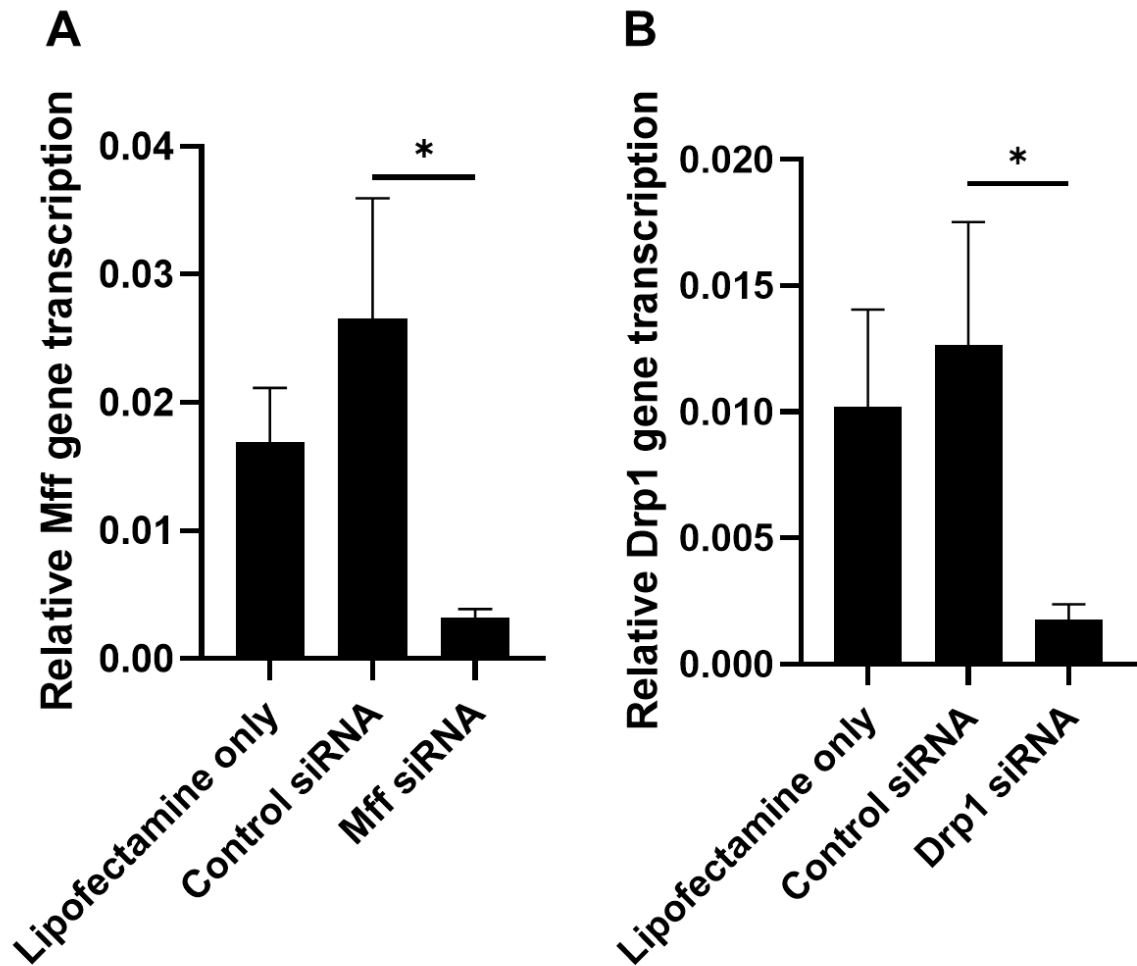 A
Relative Mff gene transcription
0.04
0.03
0.02
0.01
0.00
*
Lipofectamine only
Control siRNA
Mff siRNA
B
Relative Drp1 gene transcription
0.020
0.015
0.010
0.005
0.000
*
Lipofectamine only
Control siRNA
Drp1 siRNA